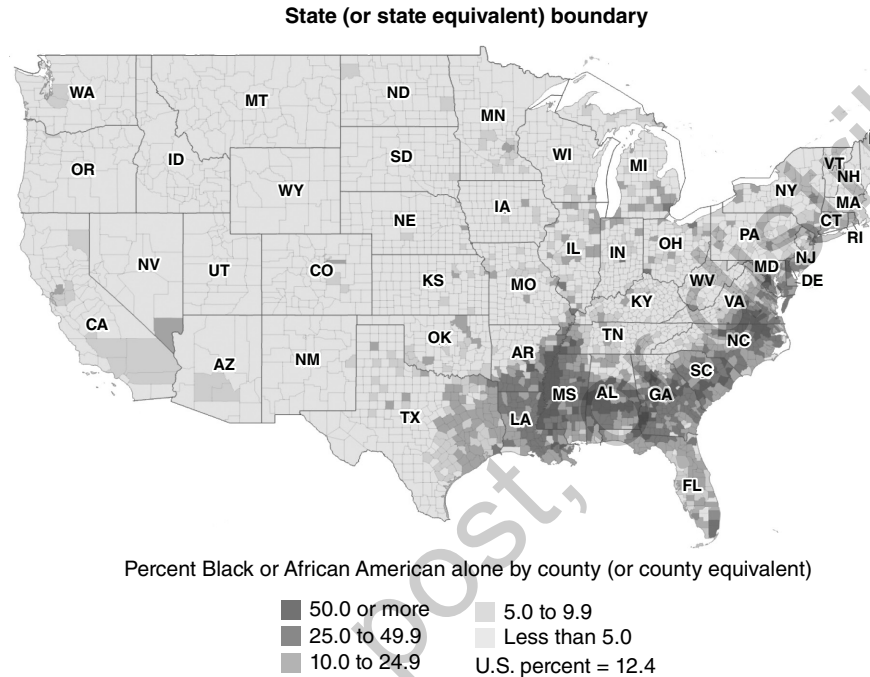 State (or state equivalent) boundary
WA
MT
ND
MN
OR
ID
SD
WI
MI
VT
NH
WY
NY
MA
IA
CT
NE
PA
RI
NV
UT
CO
IL
IN
OH
NJ
KS
MO
WV
MD
DE
CA
KY
VA
OK
TN
NC
AZ
NM
AR
SC
TX
LA
MS
AL
GA
FL
post,
Percent Black or African American alone by county (or county equivalent)
50.0 or more
25.0 to 49.9
10.0 to 24.9
5.0 to 9.9
Less than 5.0
U.S. percent = 12.4